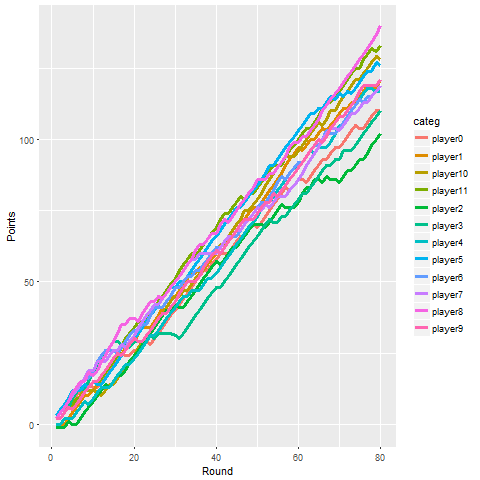 100
50
0
0
20
40
60
80
Round
Points
categ
player0
player1
player10
player11
player2
player3
player4
player5
player6
player7
player8
player9